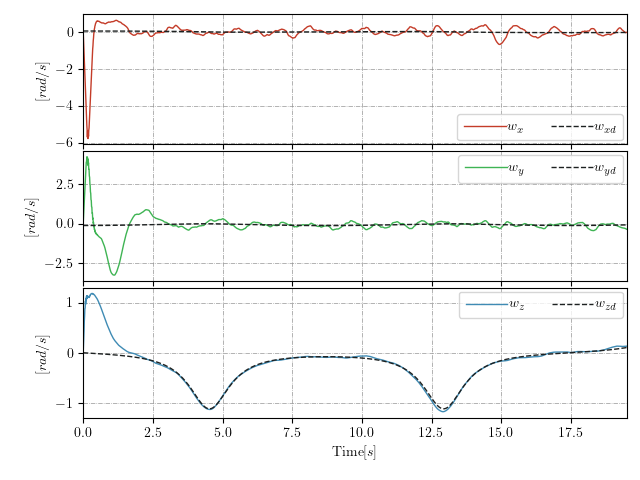 0
−2
−4
−6
[rad/s]
w_x w_xd
2.5
0.0
−2.5
[rad/s]
w_y w_yd
1
0
−1
[rad/s]
w_z w_zd
0.0 2.5 5.0 7.5 10.0 12.5 15.0 17.5
Time[s]